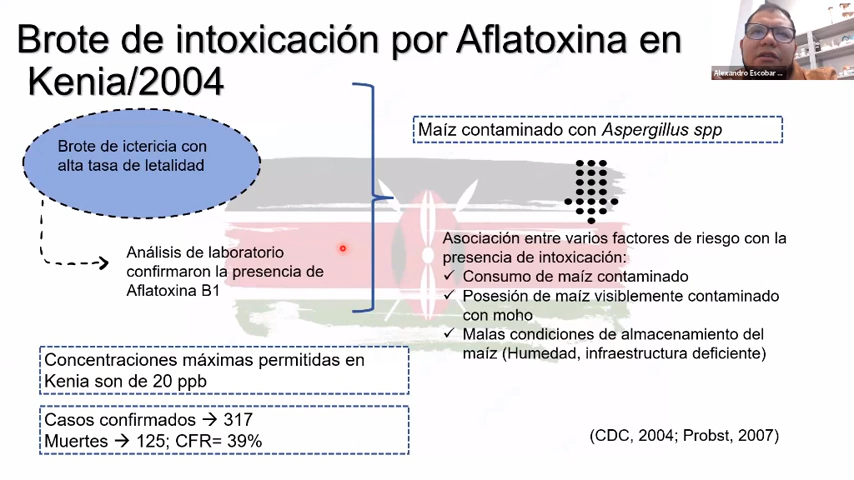 Brote de intoxicación por Aflatoxina en
Kenia/2004
Alexandro Escobar ...
Brote de ictericia con
alta tasa de letalidad
Análisis de laboratorio
confirmaron la presencia de
Aflatoxina B1
Maíz contaminado con Aspergillus spp
Asociación entre varios factores de riesgo con la
presencia de intoxicación:
✓ Consumo de maíz contaminado
✓ Posesión de maíz visiblemente contaminado
con moho
✓ Malas condiciones de almacenamiento del
maíz (Humedad, infraestructura deficiente)
Concentraciones máximas permitidas en
Kenia son de 20 ppb
Casos confirmados → 317
Muertes → 125; CFR= 39%
(CDC, 2004; Probst, 2007)